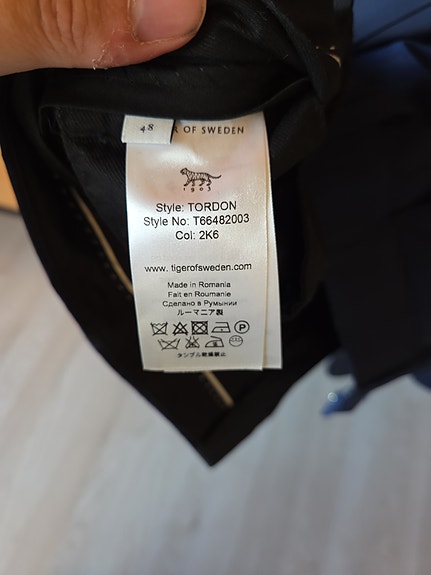 48
R OF SWEDEN
1903
Style: TORDON
Style No: T66482003
Col: 2K6
www.tigerofsweden.com
Made in Romania
Fait en Roumanie
Сделано в Румынии
ルーマニア製
P
タンブル乾燥禁止